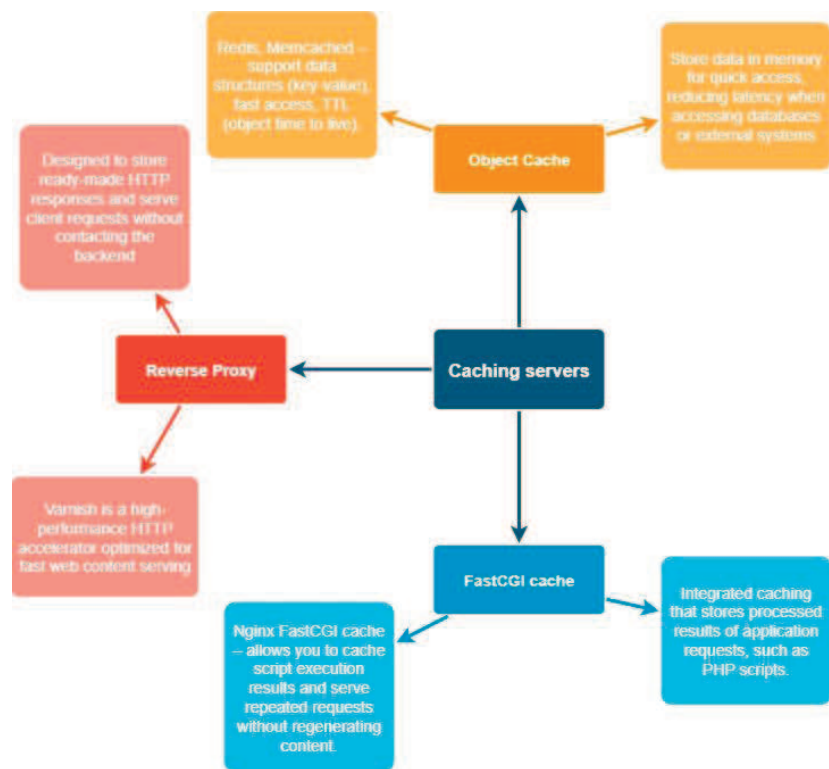 Redis, Memcached –
support data
structures (key-value),
fast access, TTL
(object time to live).
Store data in memory
for quick access,
reducing latency when
accessing databases
or external systems
Object Cache
Designed to store
ready-made HTTP
responses and serve
client requests without
contacting the
backend
Reverse Proxy
Caching servers
Varnish is a high-
performance HTTP
accelerator optimized for
fast web content serving
FastCGI cache
Nginx FastCGI cache
– allows you to cache
script execution
results and serve
repeated requests
without regenerating
content.
Integrated caching
that stores processed
results of application
requests, such as
PHP scripts.